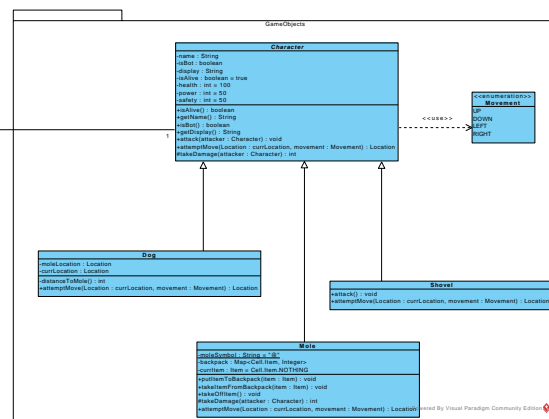 GameObjects
Character
-name : String
-isBot : boolean
-display : String
-isAlive : boolean = true
-health : int = 100
-power : int = 50
-safety : int = 50
+isAlive() : boolean
+getName() : String
+isBot() : boolean
+getDisplay() : String
+attack(attacker : Character) : void
+attemptMove(Location : currLocation, movement : Movement) : Location
#takeDamage(attacker : Character) : int
1
<<use>>
<<enumeration>>
Movement
UP
DOWN
LEFT
RIGHT
Dog
-moleLocation : Location
-currLocation : Location
-distanceToMole() : int
+attemptMove(Location : currLocation, movement : Movement) : Location
Shovel
+attack() : void
+attemptMove(Location : currLocation, movement : Movement) : Location
Mole
-moleSymbol : String = "⊛"
-backpack : Map<Cell.Item, Integer>
-currItem : Item = Cell.Item.NOTHING
+putItemToBackpack(item : Item) : void
+takeItemFromBackpack(item : Item) : void
+takeOffItem() : void
#takeDamage(attacker : Character) : int
+attemptMove(Location : currLocation, movement : Movement) : Location
ered By Visual Paradigm Community Edition